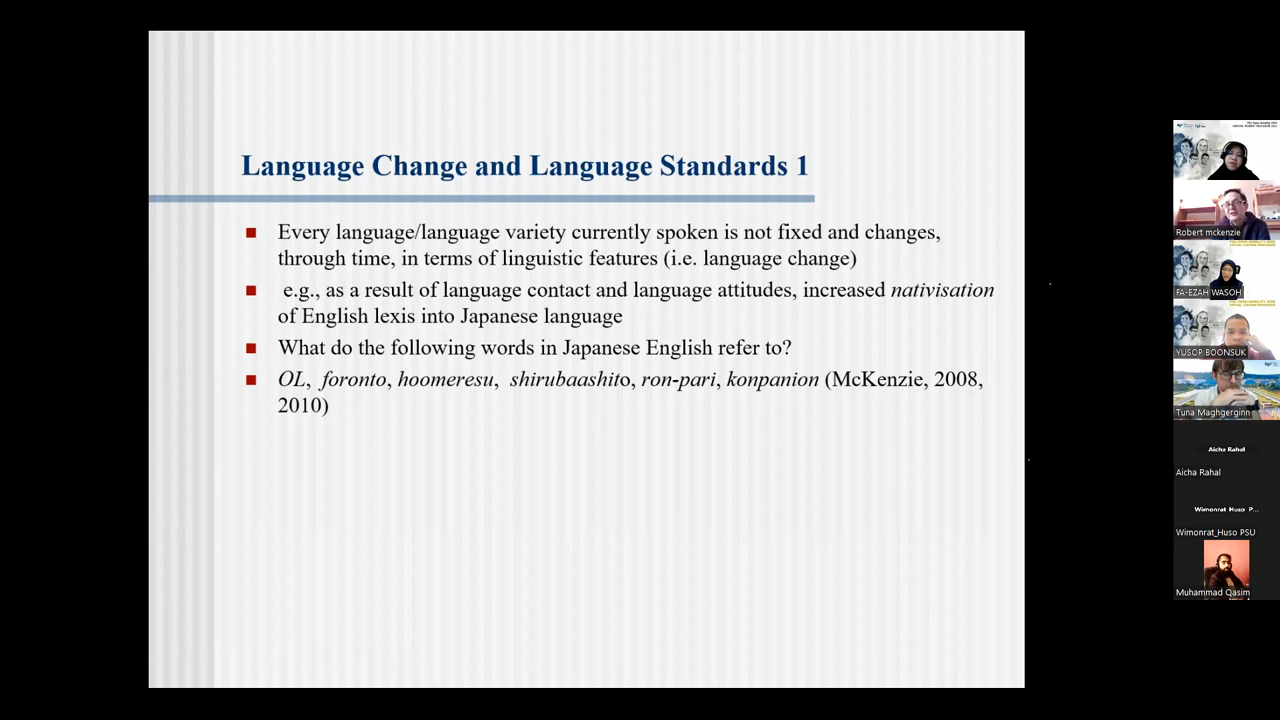 Language Change and Language Standards 1
Every language/language variety currently spoken is not fixed and changes,
through time, in terms of linguistic features (i.e. language change)
e.g., as a result of language contact and language attitudes, increased nativisation
of English lexis into Japanese language
What do the following words in Japanese English refer to?
OL, foronto, hoomeresu, shirubaashito, ron-pari, konpanion (McKenzie, 2008,
2010)
Robert mckenzie
FA-EZAH WASOH
YUSOP BOONSUK
Tuna Maghgerginn
Aicha Rahal
Aicha Rahal
Wimonrat_Huso P...
Wimonrat_Huso PSU
Muhammad Qasim